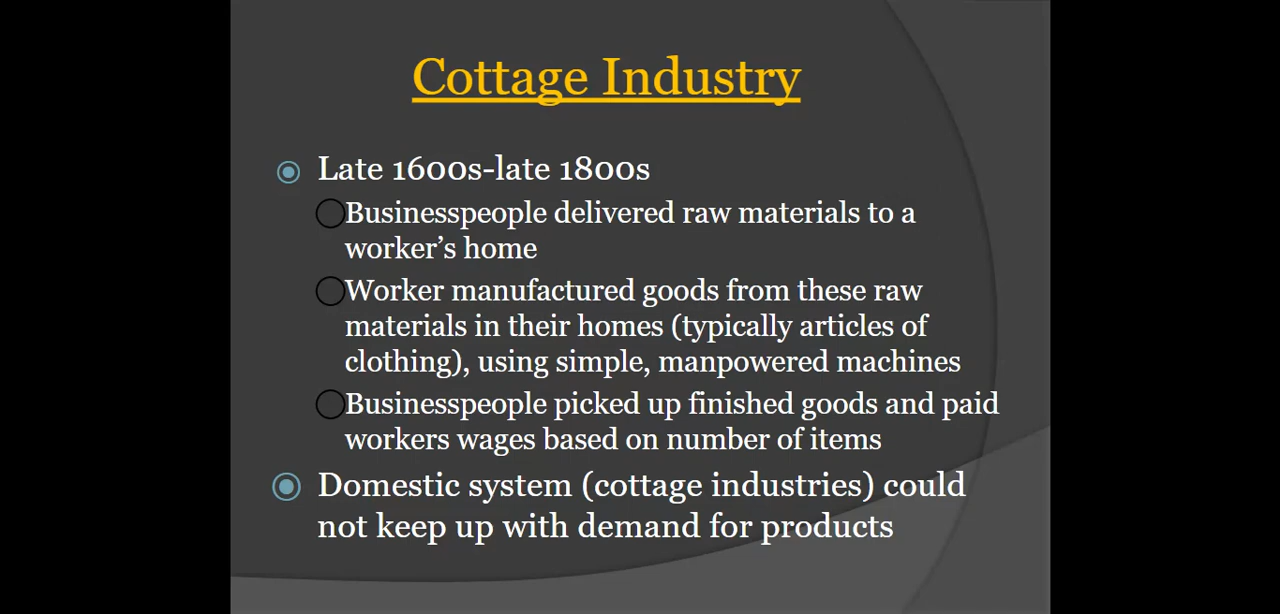 Cottage Industry
Late 1600s-late 1800s
Businesspeople delivered raw materials to a
worker’s home
Worker manufactured goods from these raw
materials in their homes (typically articles of
clothing), using simple, manpowered machines
Businesspeople picked up finished goods and paid
workers wages based on number of items
Domestic system (cottage industries) could
not keep up with demand for products